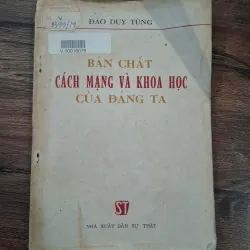 ĐÀO DUY TÙNG
V.00016079
BẢN CHẤT
CÁCH MẠNG VÀ KHOA HỌC
CỦA ĐẢNG TA
ST
NHÀ XUẤT BẢN SỰ THẬT